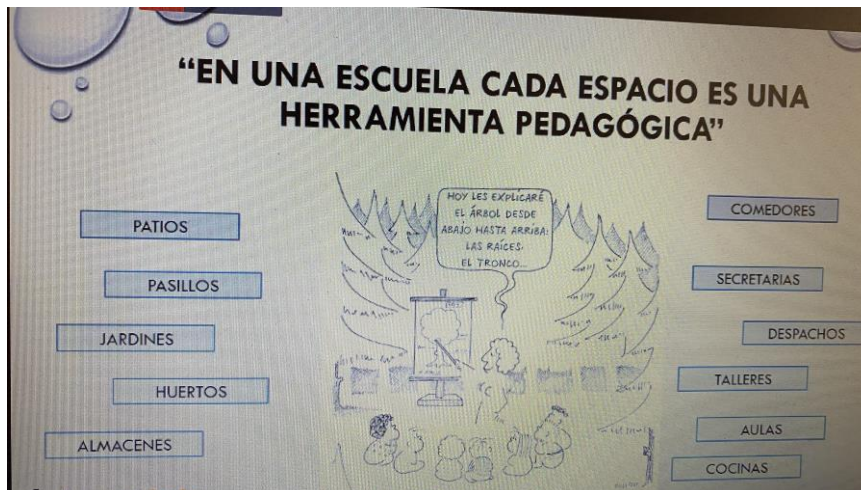 “EN UNA ESCUELA CADA ESPACIO ES UNA
HERRAMIENTA PEDAGÓGICA”
PATIOS
PASILLOS
JARDINES
HUERTOS
ALMACENES
HOY LES EXPLICARÉ
EL ÁRBOL DESDE
ABAJO HASTA ARRIBA:
LAS RAÍCES.
EL TRONCO...
COMEDORES
SECRETARIAS
DESPACHOS
TALLERES
AULAS
COCINAS